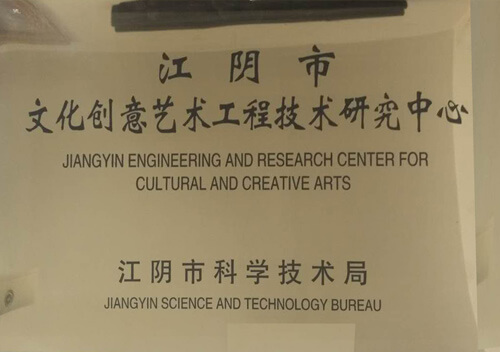 江阴市
文化创意艺术工程技术研究中心
JIANGYIN ENGINEERING AND RESEARCH CENTER FOR
CULTURAL AND CREATIVE ARTS
江阴市科学技术局
JIANGYIN SCIENCE AND TECHNOLOGY BUREAU